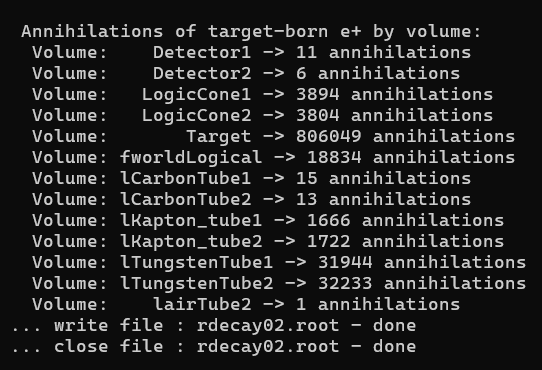 Annihilations of target-born e+ by volume:
Volume: Detector1 -> 11 annihilations
Volume: Detector2 -> 6 annihilations
Volume: LogicCone1 -> 3894 annihilations
Volume: LogicCone2 -> 3804 annihilations
Volume: Target -> 806049 annihilations
Volume: fworldLogical -> 18834 annihilations
Volume: lCarbonTube1 -> 15 annihilations
Volume: lCarbonTube2 -> 13 annihilations
Volume: lKapton_tube1 -> 1666 annihilations
Volume: lKapton_tube2 -> 1722 annihilations
Volume: lTungstenTube1 -> 31944 annihilations
Volume: lTungstenTube2 -> 32233 annihilations
Volume: lairTube2 -> 1 annihilations
... write file : rdecay02.root - done
... close file : rdecay02.root - done